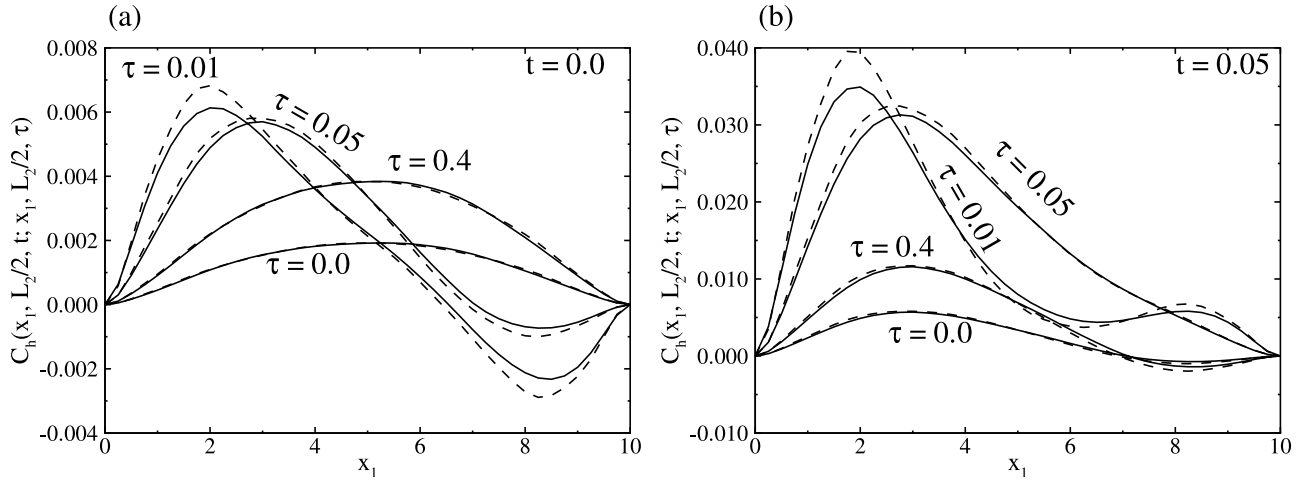 (a)
0.008
0.006
0.004
0.002
0.000
-0.002
-0.004
C_h(x_1, L_2/2, t; x_1, L_2/2, τ)
τ = 0.01
t = 0.0
τ = 0.05
τ = 0.4
τ = 0.0
0 2 4 6 8 10
x_1
(b)
0.040
0.030
0.020
0.010
0.000
-0.010
C_h(x_1, L_2/2, t; x_1, L_2/2, τ)
t = 0.05
τ = 0.05
τ = 0.01
τ = 0.4
τ = 0.0
0 2 4 6 8 10
x_1